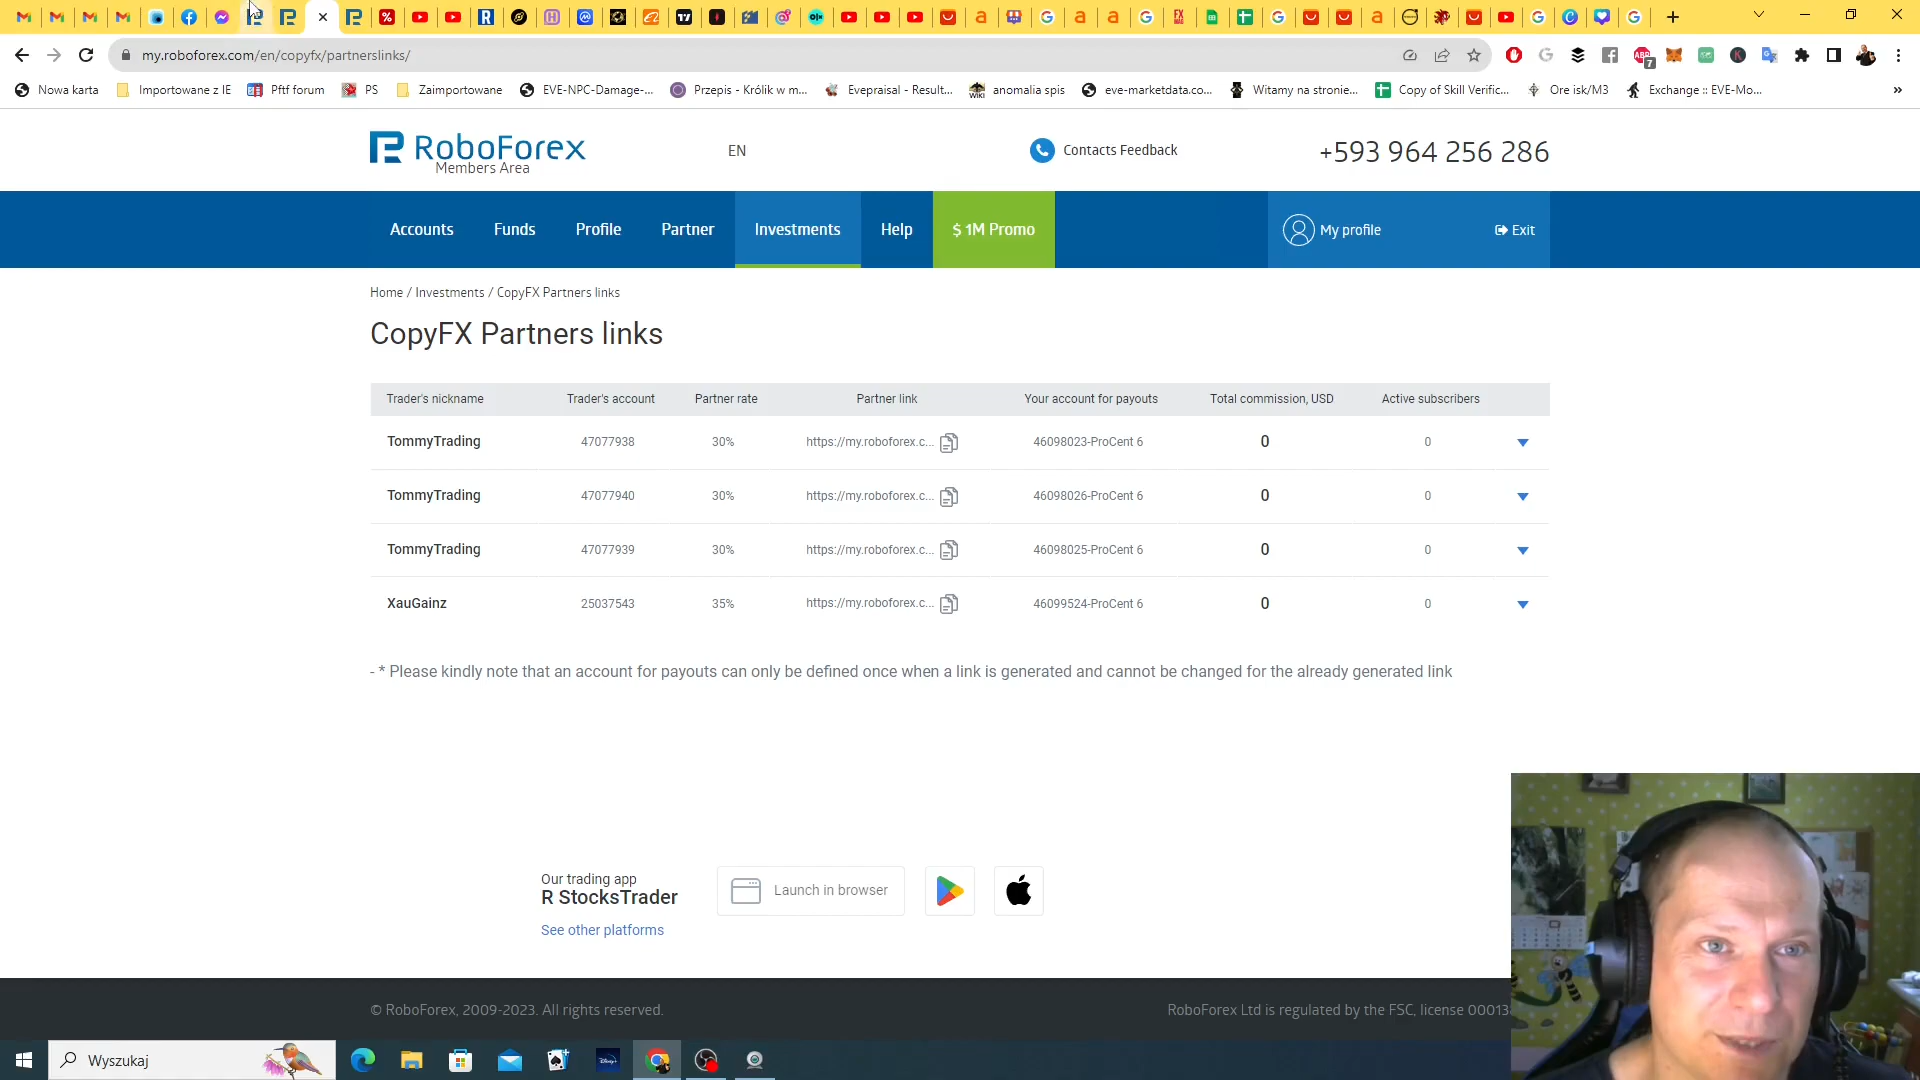 my.roboforex.com/en/copyfx/partnerslinks/
7
Nowa karta
Importowane z IE
Pftf forum
PS
Zaimportowane
EVE-NPC-Damage-...
Przepis - Królik w m...
Evepraisal - Result...
anomalia spis
eve-marketdata.co...
Witamy na stronie...
Copy of Skill Verific...
Ore isk/M3
Exchange :: EVE-Mo...
»
RoboForex
Members Area
EN
Contacts Feedback
+593 964 256 286
Accounts
Funds
Profile
Partner
Investments
Help
$ 1M Promo
My profile
Exit
Home / Investments / CopyFX Partners links
CopyFX Partners links
Trader's nickname Trader's account Partner rate Partner link Your account for payouts Total commission, USD Active subscribers
TommyTrading 47077938 30% https://my.roboforex.c... 46098023-ProCent 6 0 0
TommyTrading 47077940 30% https://my.roboforex.c... 46098026-ProCent 6 0 0
TommyTrading 47077939 30% https://my.roboforex.c... 46098025-ProCent 6 0 0
XauGainz 25037543 35% https://my.roboforex.c... 46099524-ProCent 6 0 0
- * Please kindly note that an account for payouts can only be defined once when a link is generated and cannot be changed for the already generated link
Our trading app
R StocksTrader
See other platforms
Launch in browser
© RoboForex, 2009-2023. All rights reserved.
RoboForex Ltd is regulated by the FSC, license 00013
Wyszukaj